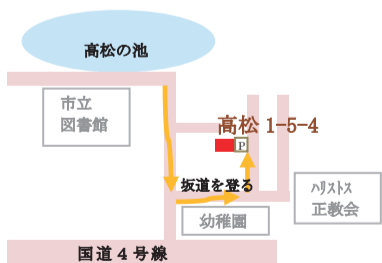 高松の池
市立
図書館
高松 1-5-4
P
坂道を登る
ハリストス
正教会
幼稚園
国道４号線